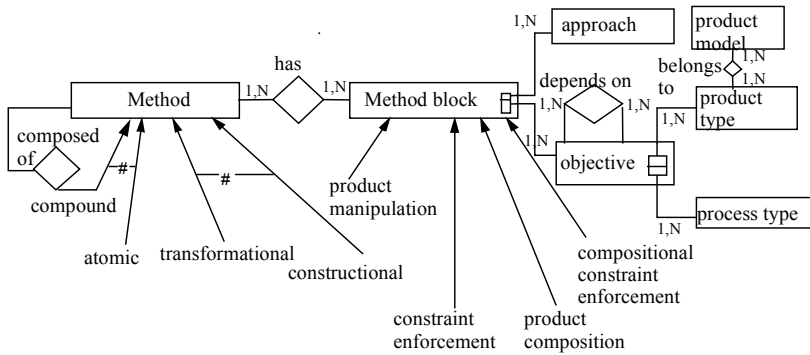 1,N
approach
product
model
has
1,N
belongs
to
1,N
depends on
1,N
1,N
Method
1,N
1,N
Method block
1,N
1,N
product
type
1,N
composed
of
1,N
objective
#
#
product
manipulation
compound
process type
1,N
transformational
atomic
constructional
compositional
constraint
enforcement
constraint
enforcement
product
composition